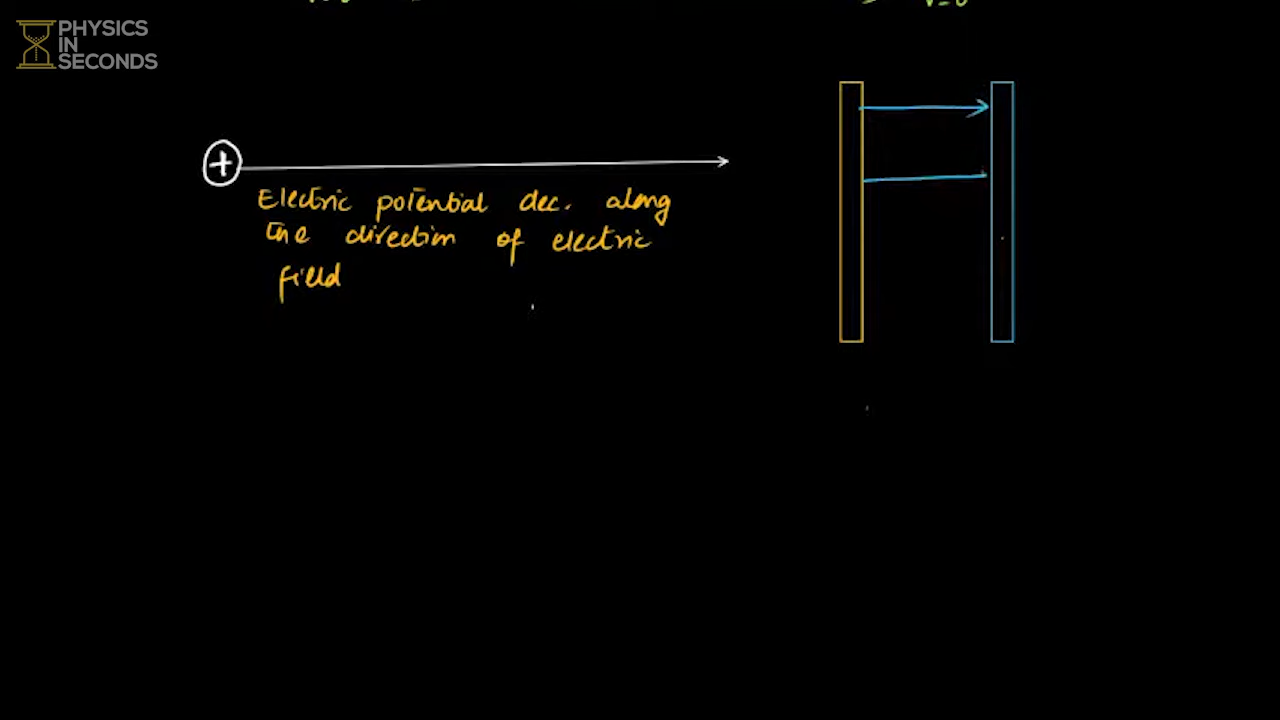 PHYSICS
IN
SECONDS
+
Electric potential dec. along
the direction of electric
field